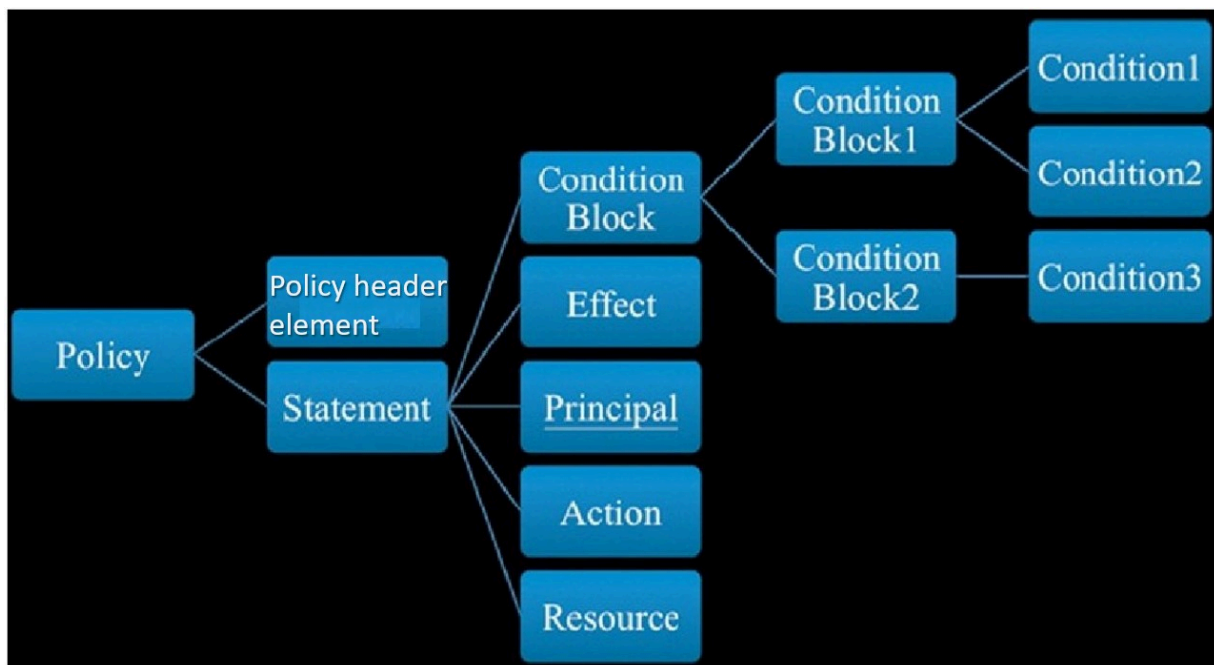 Condition1
Condition
Block1
Condition2
Condition
Block
Condition
Block2
Condition3
Policy header
element
Effect
Policy
Statement
Principal
Action
Resource